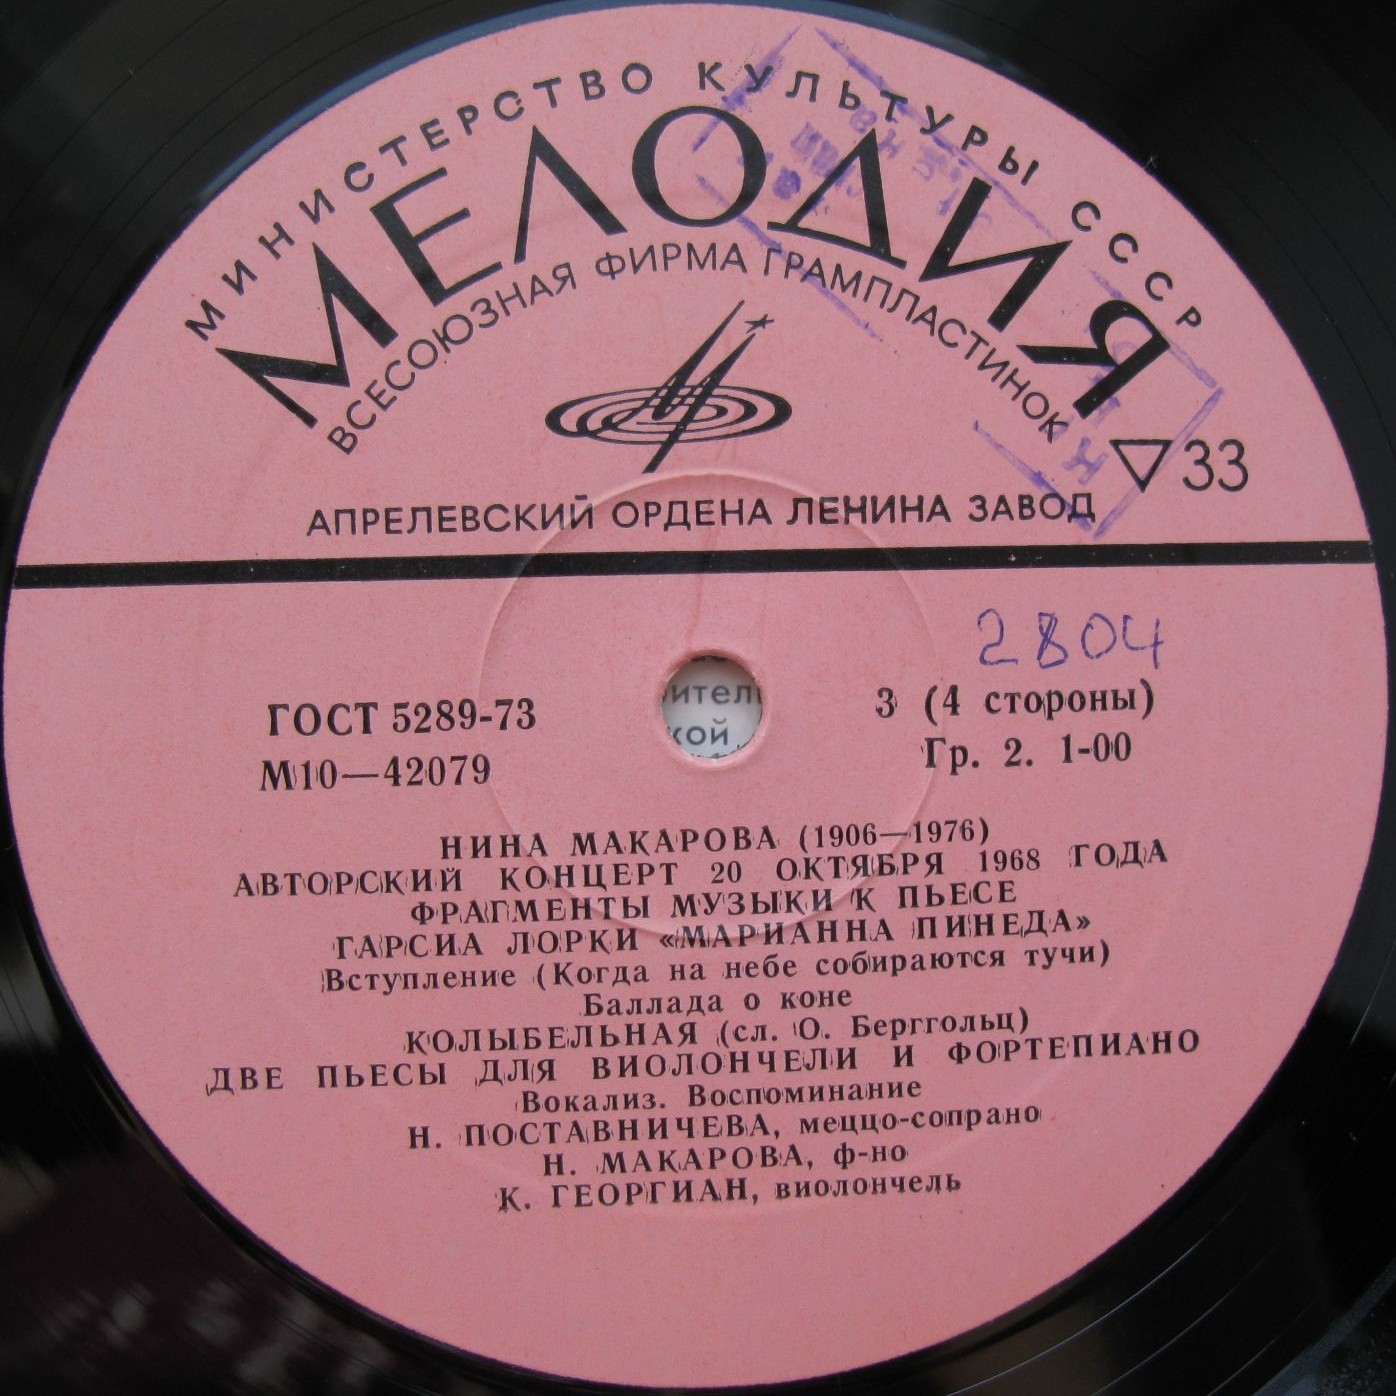 МИНИСТЕРСТВО КУЛЬТУРЫ СССР
МЕЛОДИЯ
ВСЕСОЮЗНАЯ ФИРМА ГРАМПЛАСТИНОК
33
АПРЕЛЕВСКИЙ ОРДЕНА ЛЕНИНА ЗАВОД
2804
ГОСТ 5289-73
3 (4 стороны)
М10—42079
Гр. 2. 1-00
НИНА МАКАРОВА (1906—1976)
АВТОРСКИЙ КОНЦЕРТ 20 ОКТЯБРЯ 1968 ГОДА
ФРАГМЕНТЫ МУЗЫКИ К ПЬЕСЕ
ГАРСИА ЛОРКИ «МАРИАННА ПИНЕДА»
Вступление (Когда на небе собираются тучи)
Баллада о коне
КОЛЫБЕЛЬНАЯ (сл. О. Берггольц)
ДВЕ ПЬЕСЫ ДЛЯ ВИОЛОНЧЕЛИ И ФОРТЕПИАНО
Вокализ. Воспоминание
Н. ПОСТАВНИЧЕВА, меццо-сопрано
Н. МАКАРОВА, ф-но
К. ГЕОРГИАН, виолончель